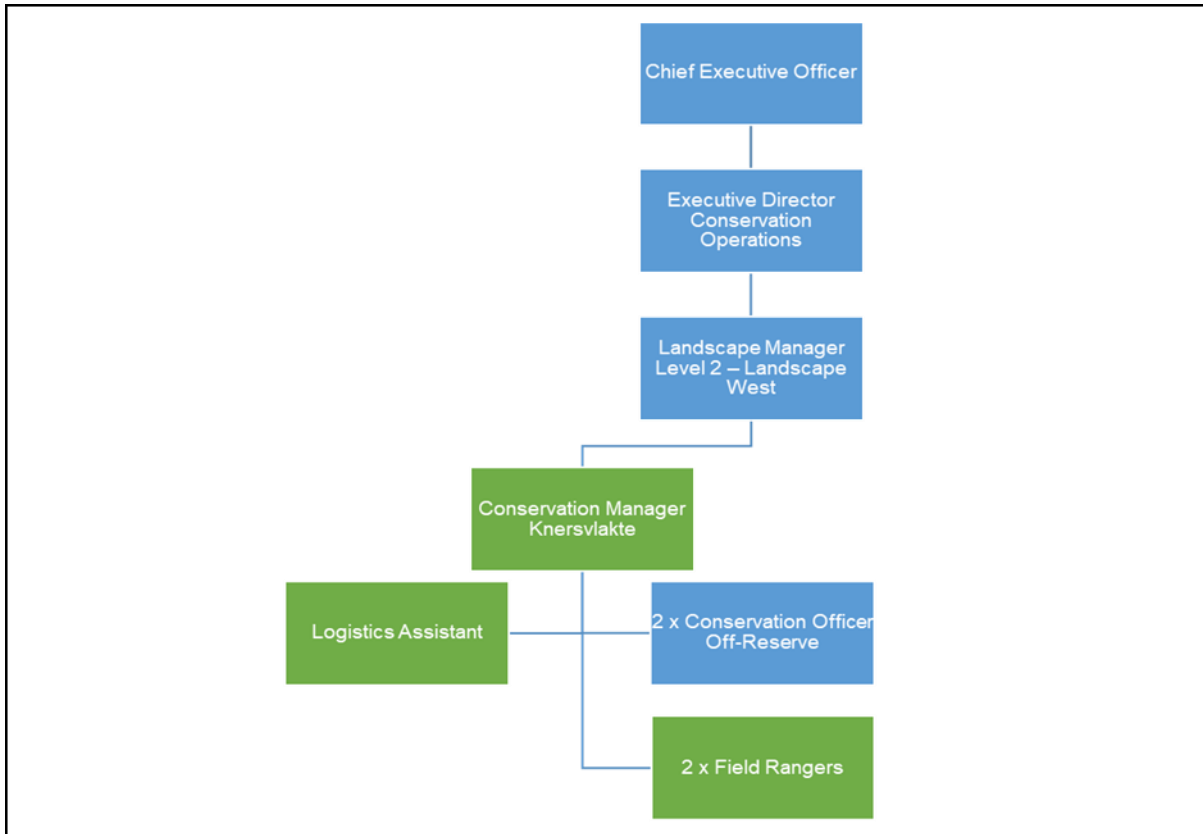 Chief Executive Officer
Executive Director
Conservation
Operations
Landscape Manager
Level 2 – Landscape
West
Conservation Manager
Knersvlakte
Logistics Assistant
2 x Conservation Officer
Off-Reserve
2 x Field Rangers